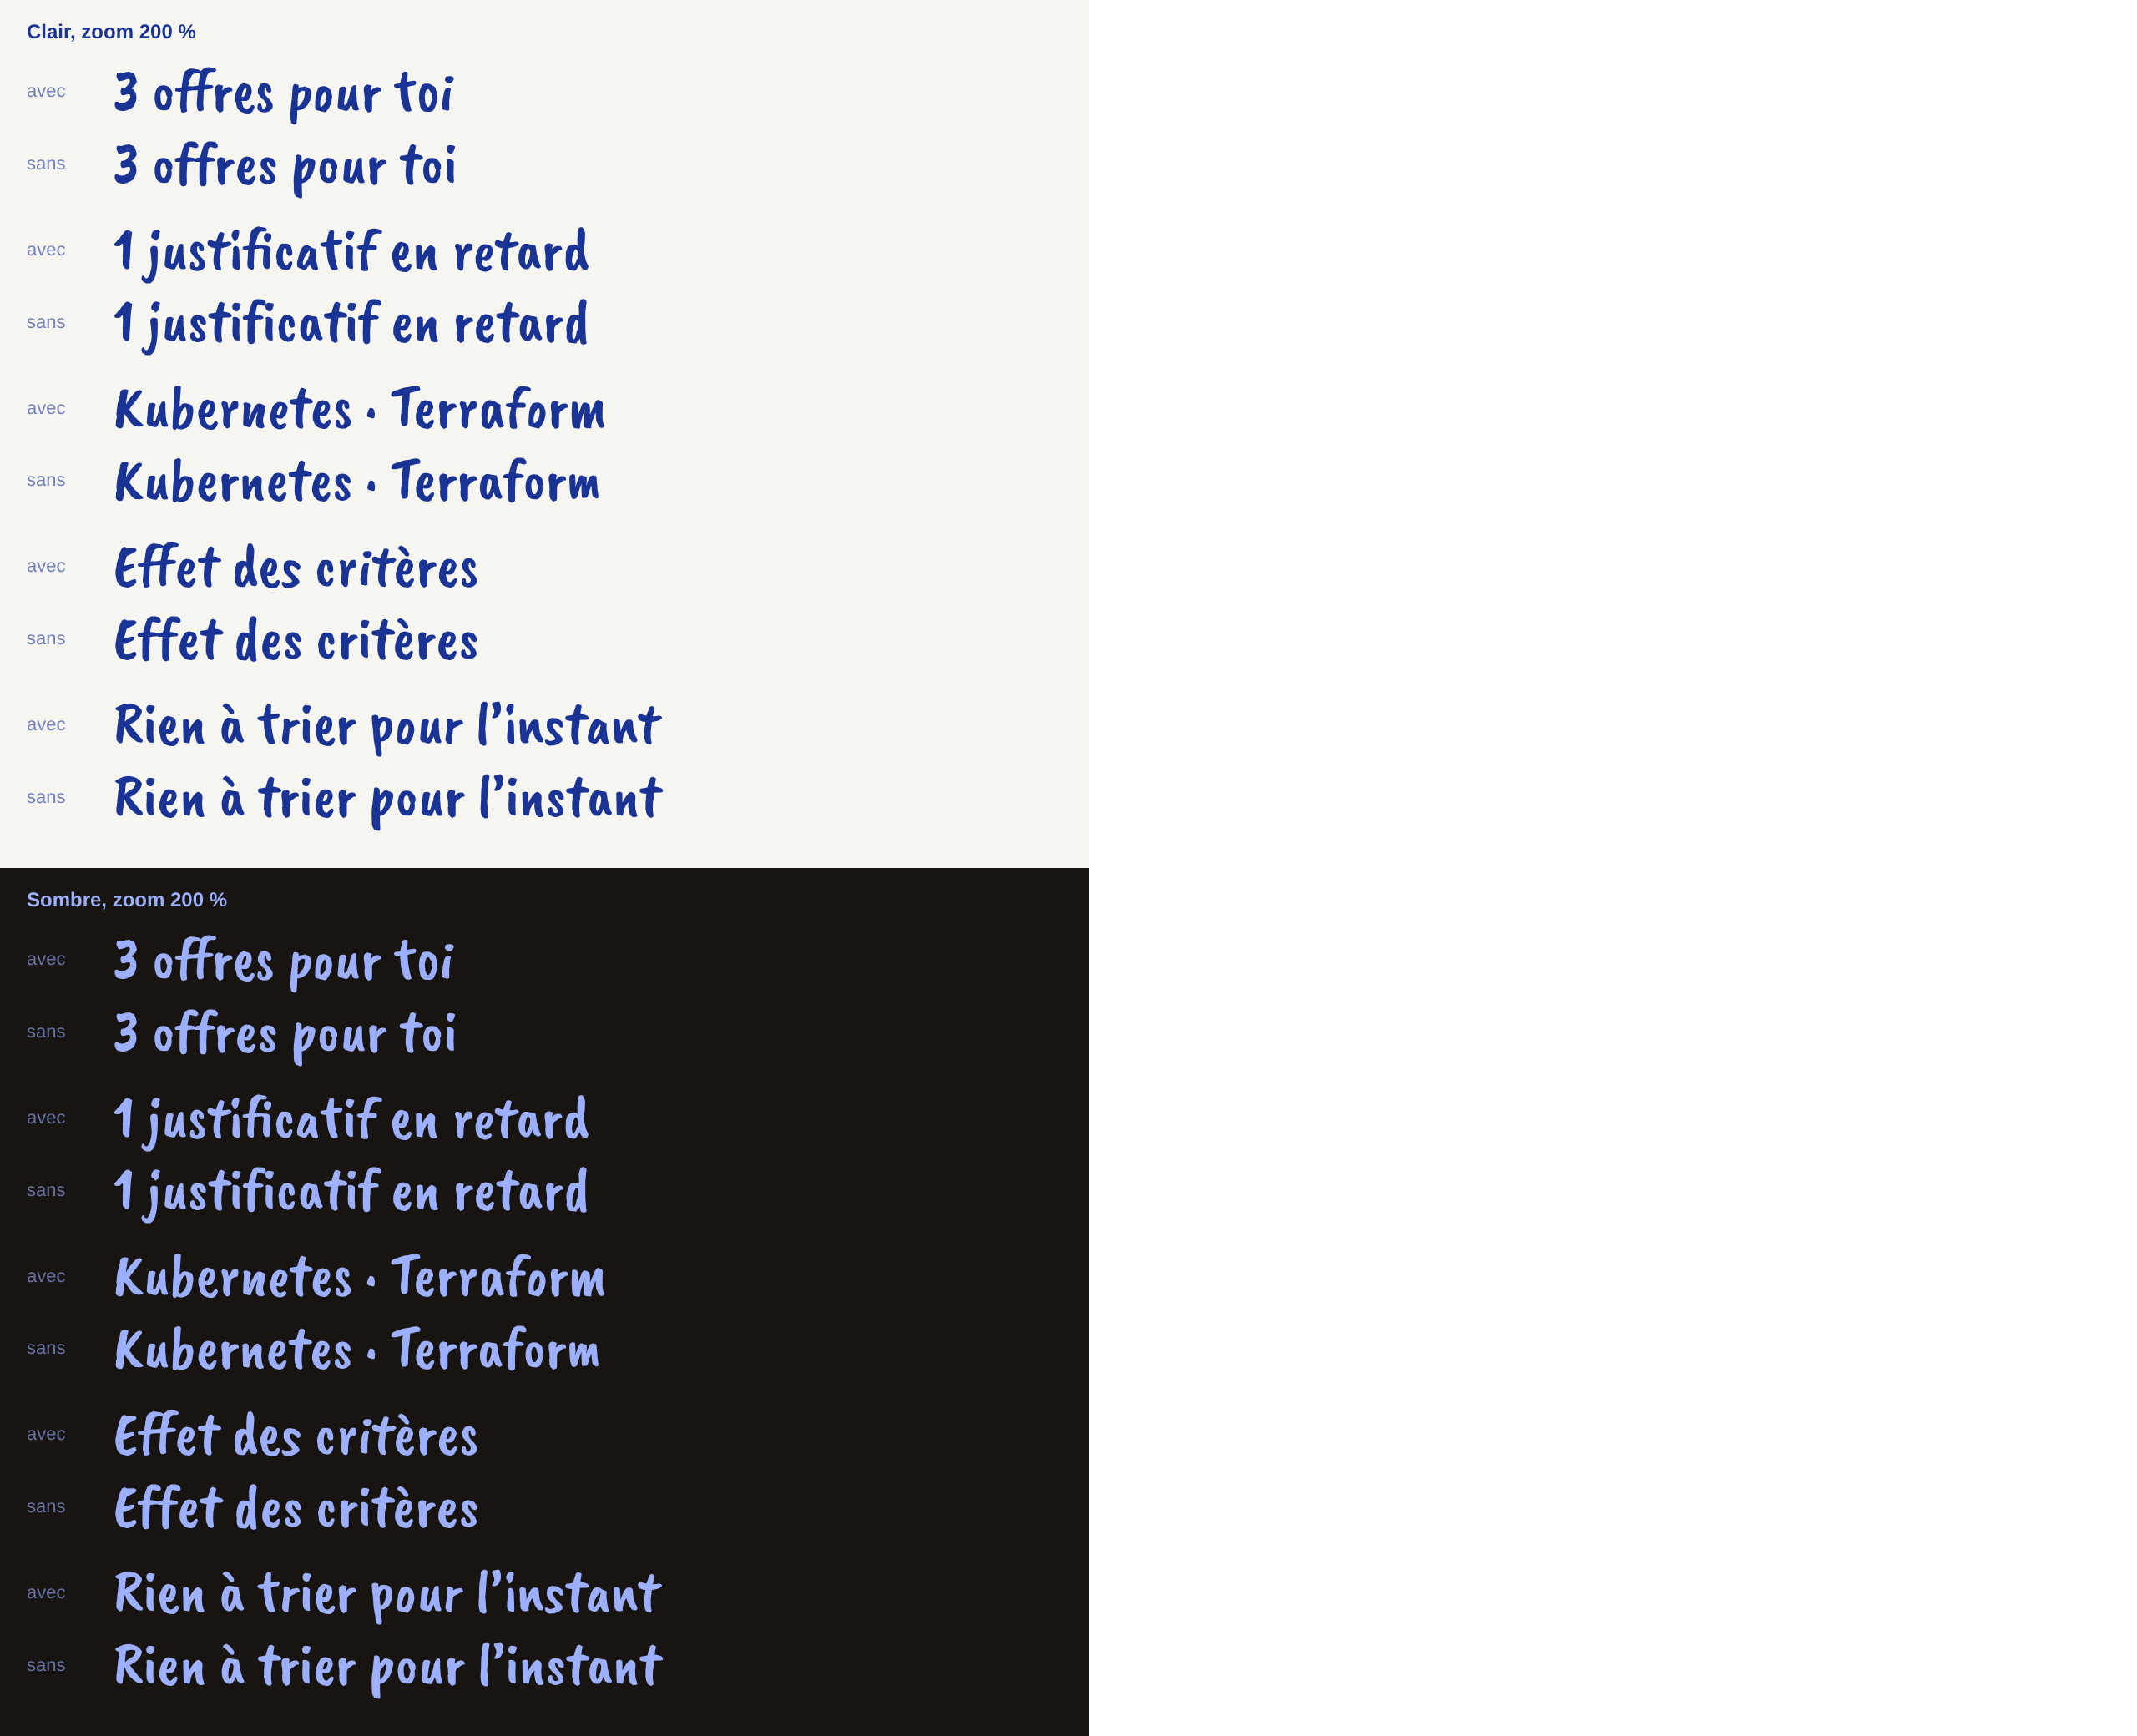 Clair, zoom 200 %
avec 3 offres pour toi
sans 3 offres pour toi
avec 1 justificatif en retard
sans 1 justificatif en retard
avec Kubernetes · Terraform
sans Kubernetes · Terraform
avec Effet des critères
sans Effet des critères
avec Rien à trier pour l’instant
sans Rien à trier pour l’instant
Sombre, zoom 200 %
avec 3 offres pour toi
sans 3 offres pour toi
avec 1 justificatif en retard
sans 1 justificatif en retard
avec Kubernetes · Terraform
sans Kubernetes · Terraform
avec Effet des critères
sans Effet des critères
avec Rien à trier pour l’instant
sans Rien à trier pour l’instant